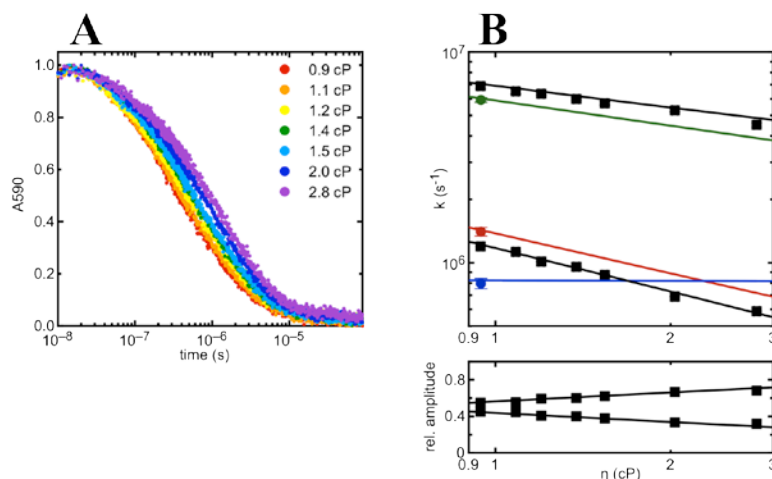 A
1.0
0.8
0.6
0.4
0.2
0.0
A590
0.9 cP
1.1 cP
1.2 cP
1.4 cP
1.5 cP
2.0 cP
2.8 cP
10⁻⁸
10⁻⁷
10⁻⁶
10⁻⁵
time (s)
B
10⁷
10⁶
k (s⁻¹)
0.9
1
2
3
0.8
0.4
0
rel. amplitude
0.9
1
2
3
n (cP)